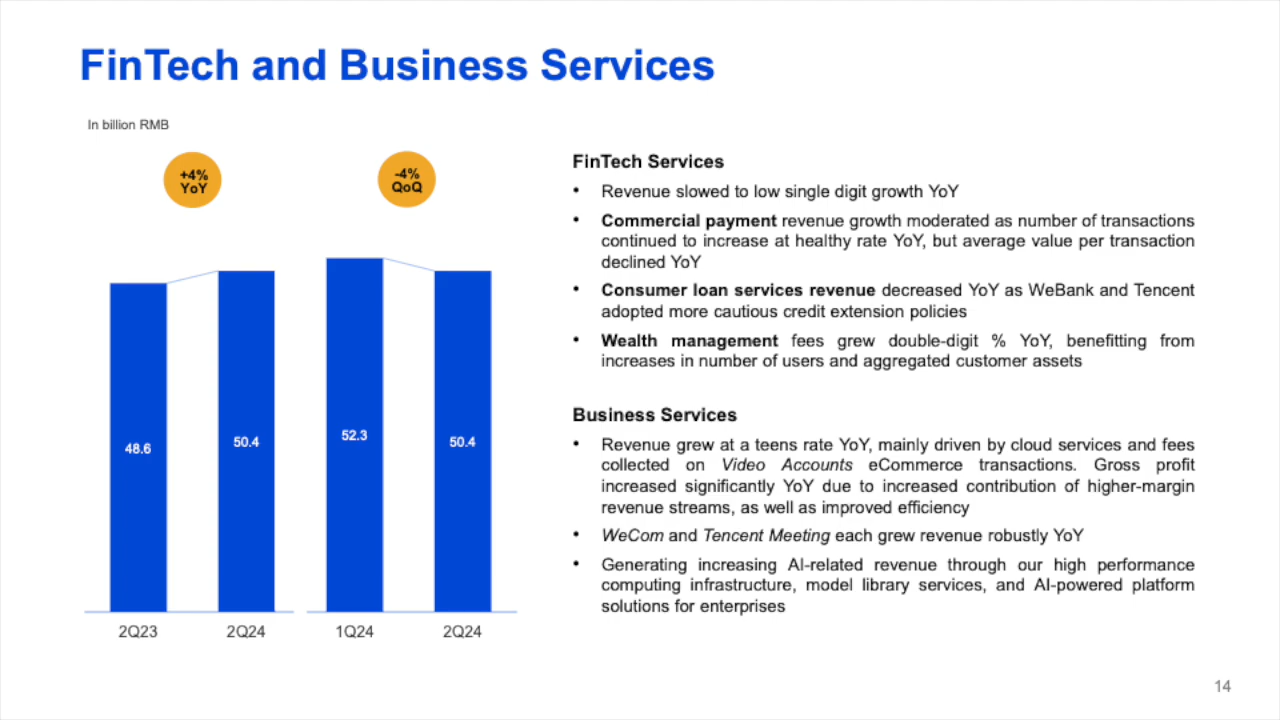 FinTech and Business Services
In billion RMB
+4%
YoY
-4%
QoQ
48.6
50.4
52.3
50.4
2Q23
2Q24
1Q24
2Q24
FinTech Services
• Revenue slowed to low single digit growth YoY
• Commercial payment revenue growth moderated as number of transactions
continued to increase at healthy rate YoY, but average value per transaction
declined YoY
• Consumer loan services revenue decreased YoY as WeBank and Tencent
adopted more cautious credit extension policies
• Wealth management fees grew double-digit % YoY, benefitting from
increases in number of users and aggregated customer assets
Business Services
• Revenue grew at a teens rate YoY, mainly driven by cloud services and fees
collected on Video Accounts eCommerce transactions. Gross profit
increased significantly YoY due to increased contribution of higher-margin
revenue streams, as well as improved efficiency
• WeCom and Tencent Meeting each grew revenue robustly YoY
• Generating increasing AI-related revenue through our high performance
computing infrastructure, model library services, and AI-powered platform
solutions for enterprises
14